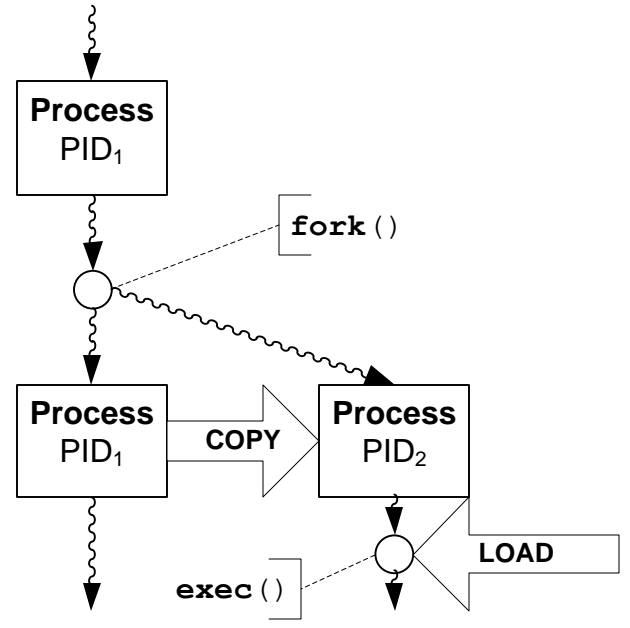 Process
PID₁
fork()
Process
PID₁
COPY
Process
PID₂
LOAD
exec()